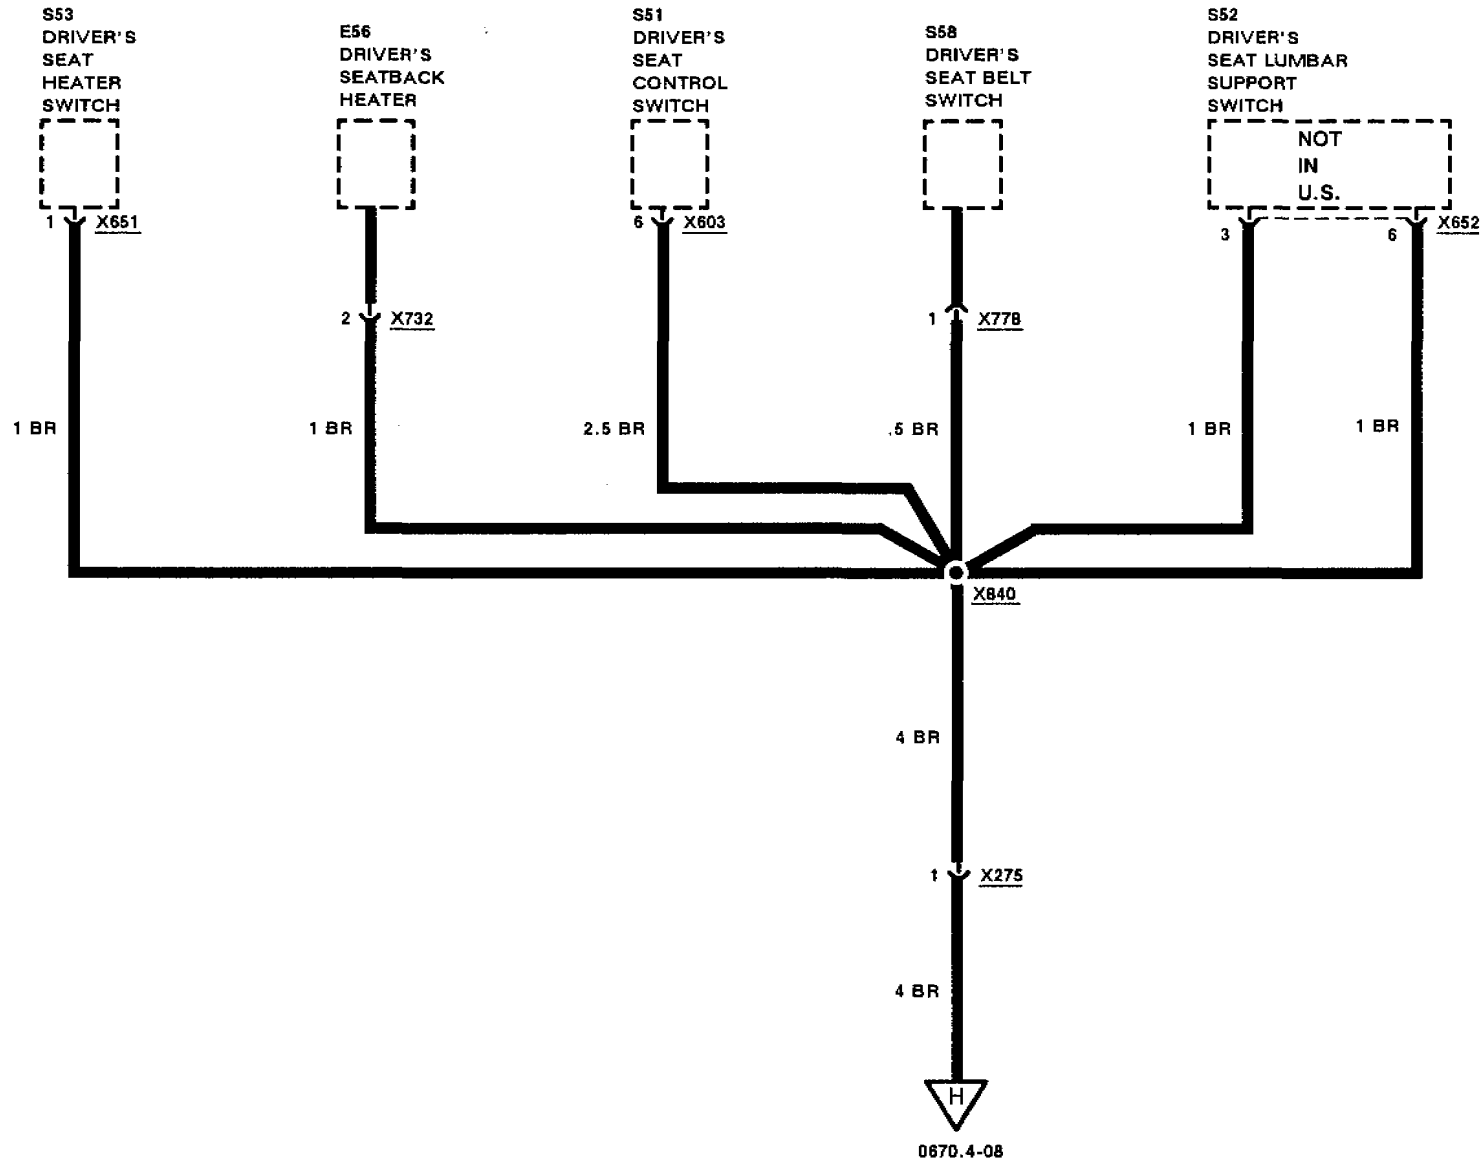 S53
DRIVER'S
SEAT
HEATER
SWITCH
E56
DRIVER'S
SEATBACK
HEATER
S51
DRIVER'S
SEAT
CONTROL
SWITCH
S58
DRIVER'S
SEAT BELT
SWITCH
S52
DRIVER'S
SEAT LUMBAR
SUPPORT
SWITCH
NOT
IN
U.S.
1 X651
6 X603
3
6 X652
2 X732
1 X778
1 BR
1 BR
2.5 BR
.5 BR
1 BR
1 BR
X840
4 BR
1 X275
4 BR
H
0670.4-08